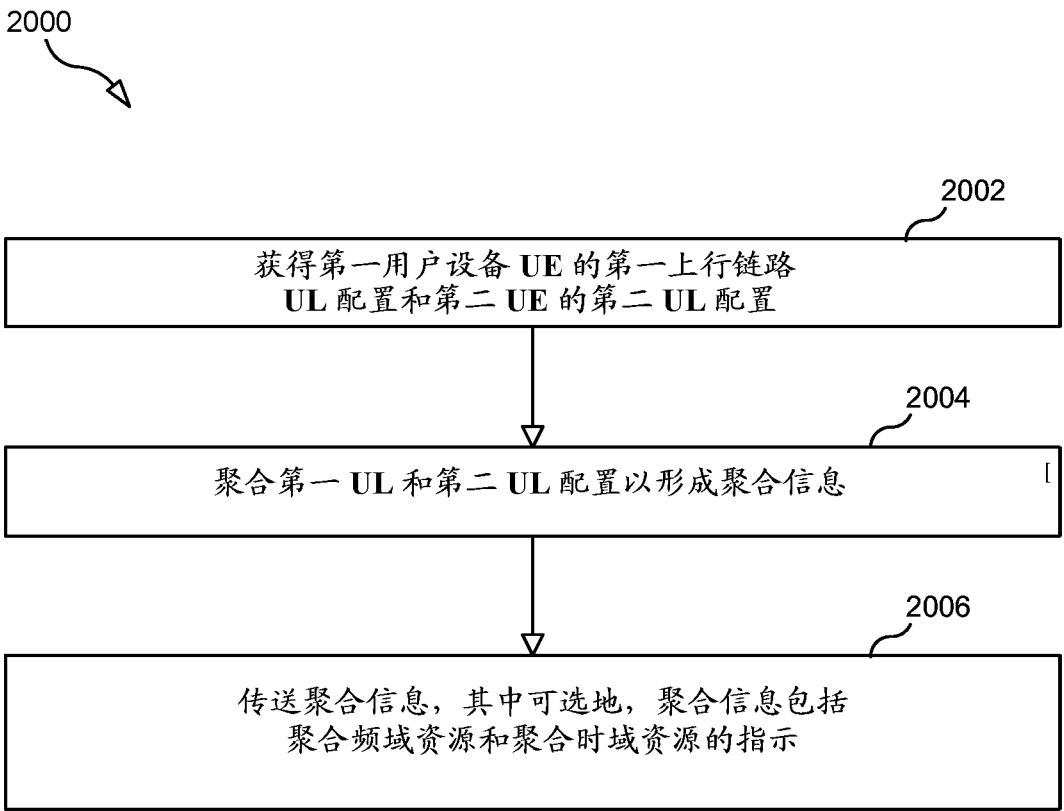 2000
2002
获得第一用户设备 UE 的第一上行链路
UL 配置和第二 UE 的第二 UL 配置
2004
聚合第一 UL 和第二 UL 配置以形成聚合信息 [
2006
传送聚合信息，其中可选地，聚合信息包括
聚合频域资源和聚合时域资源的指示